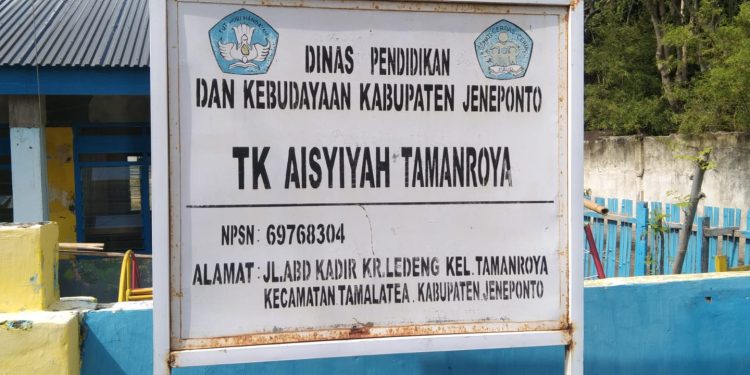 DINAS PENDIDIKAN
DAN KEBUDAYAAN KABUPATEN JENEPONTO
TK AISYIYAH TAMANROYA
NPSN: 69768304
ALAMAT: JL.ABD KADIR KR.LEDENG KEL.TAMANROYA
KECAMATAN TAMALATEA. KABUPATEN JENEPONTO